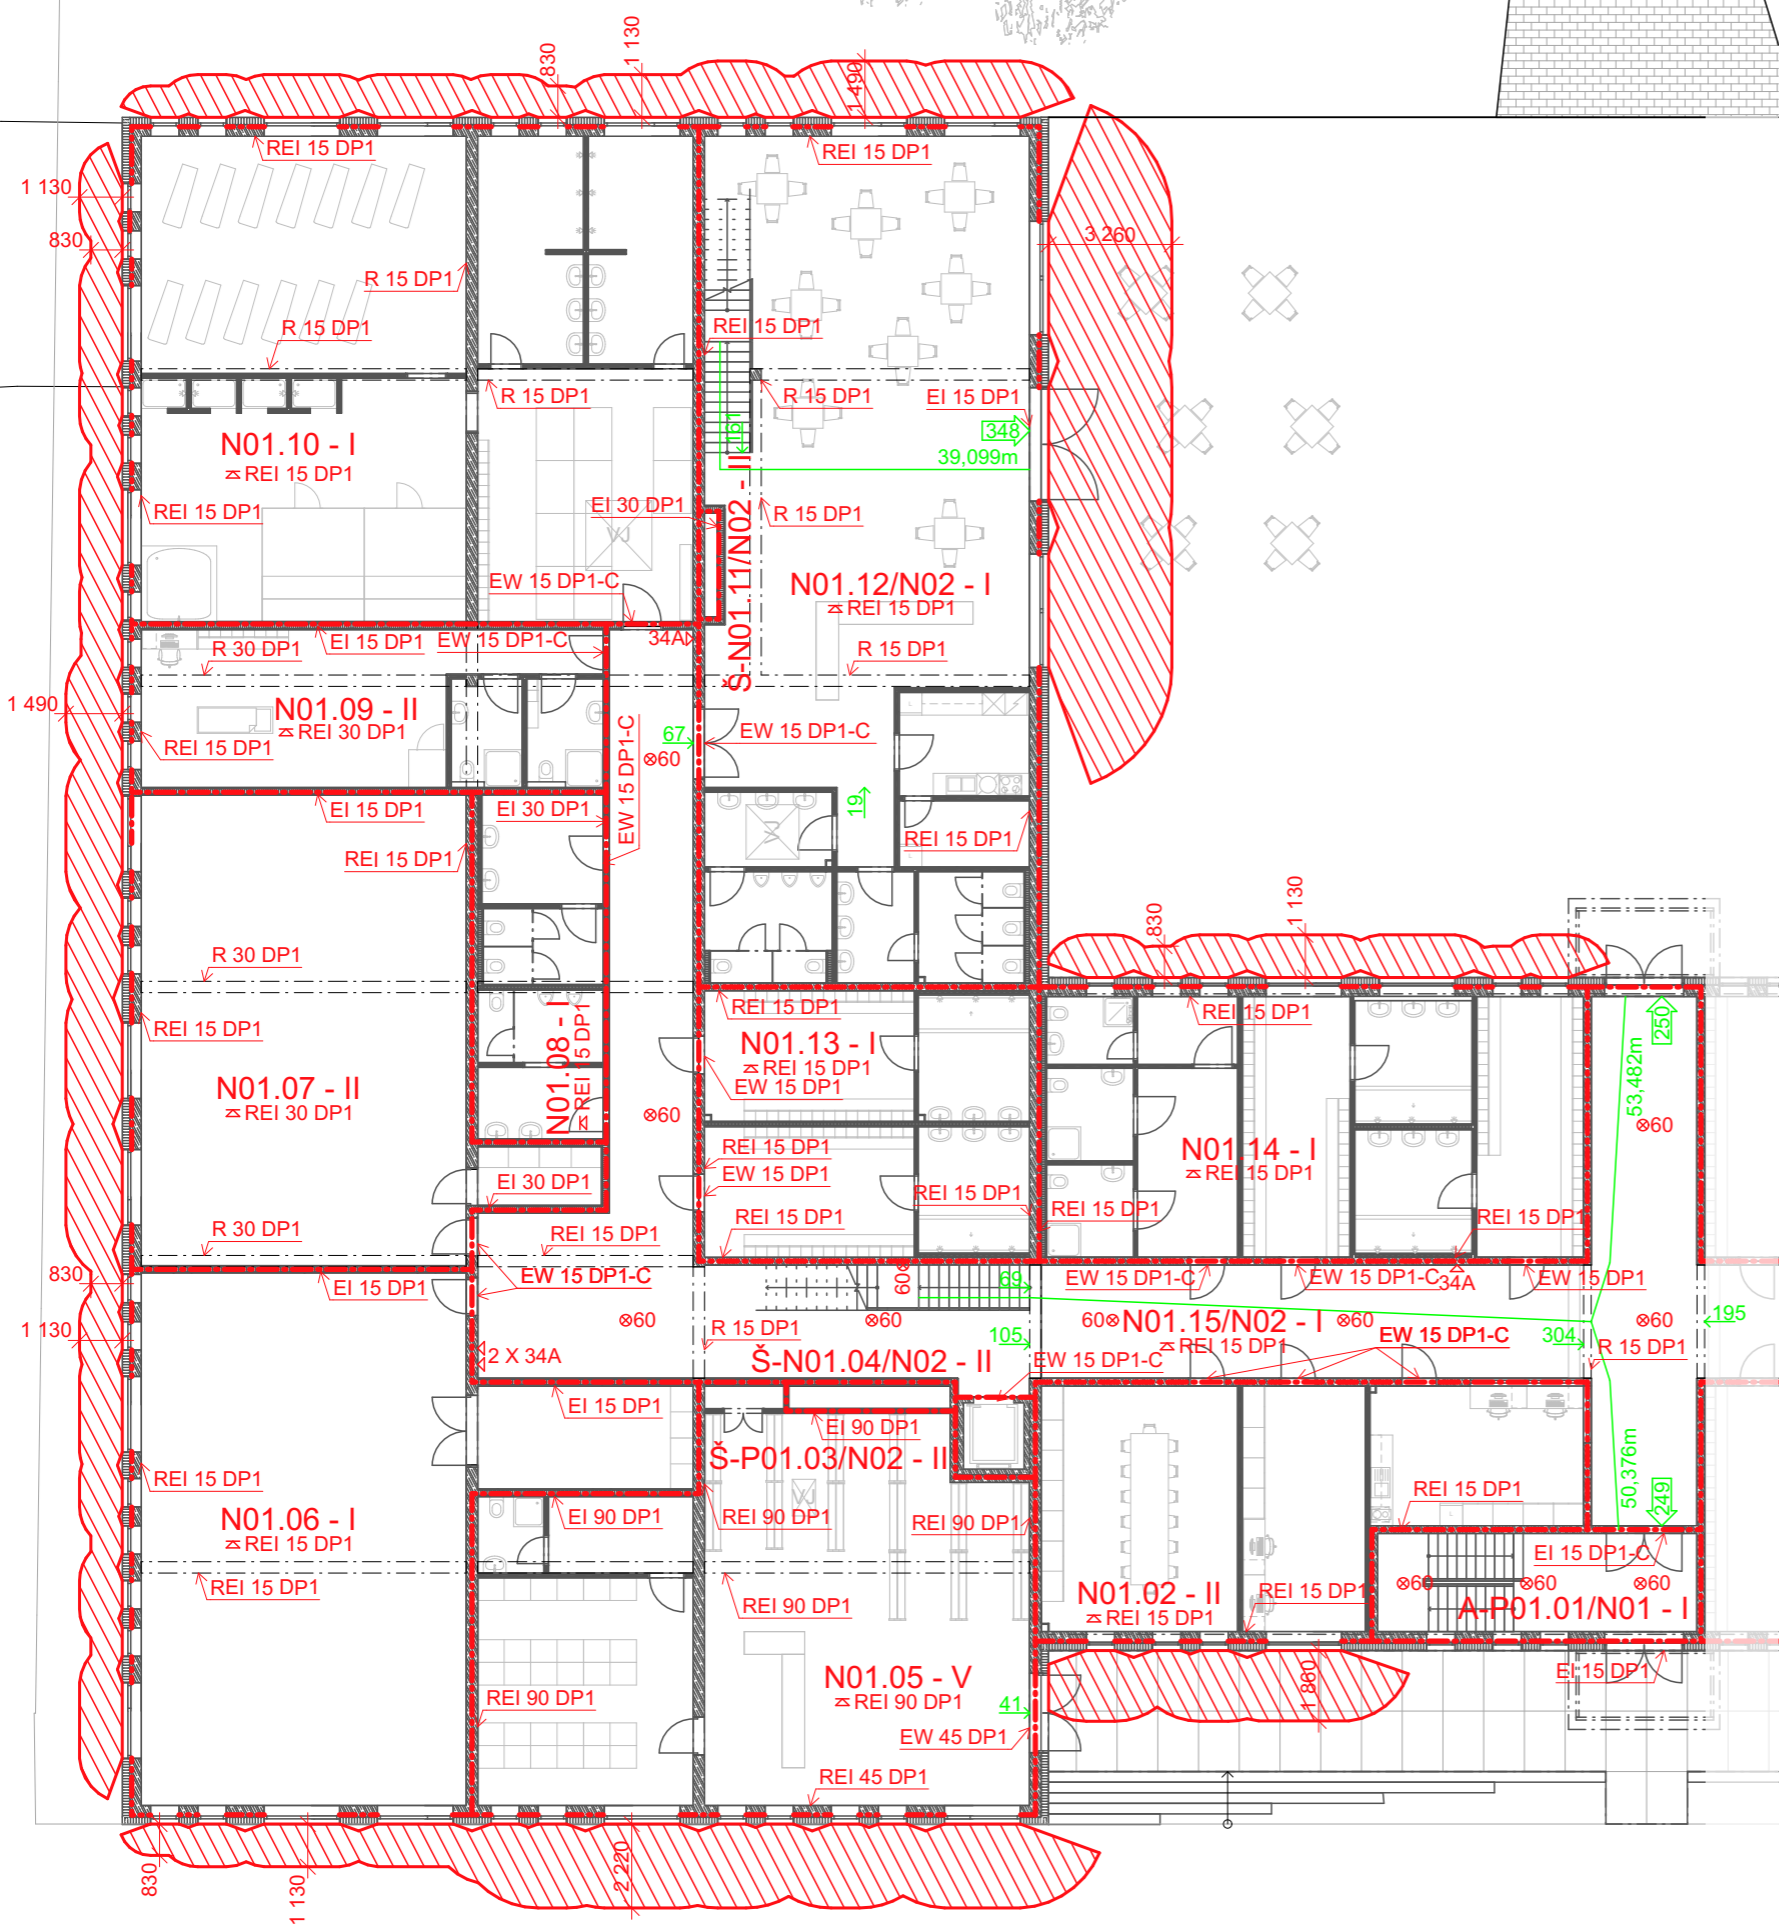 830
1 130
1 490
REI 15 DP1
REI 15 DP1
1 130
830
3 260
R 15 DP1
R 15 DP1
REI 15 DP1
R 15 DP1
R 15 DP1
EI 15 DP1
161
348
39,099m
N01.10 - I
REI 15 DP1
REI 15 DP1
EI 30 DP1
R 15 DP1
Š-N01.11/N02 - II
EW 15 DP1-C
N01.12/N02 - I
REI 15 DP1
34A
R 30 DP1
EI 15 DP1
EW 15 DP1-C
R 15 DP1
1 490
N01.09 - II
REI 30 DP1
REI 15 DP1
67
60
EW 15 DP1-C
EW 15 DP1-C
EI 15 DP1
EI 30 DP1
19
REI 15 DP1
REI 15 DP1
830
1 130
R 30 DP1
REI 15 DP1
REI 15 DP1
REI 15 DP1
250
53,482m
N01.13 - I
REI 15 DP1
EW 15 DP1
N01.08 - I
REI 15 DP1
N01.07 - II
REI 30 DP1
60
60
REI 15 DP1
EW 15 DP1
N01.14 - I
REI 15 DP1
EI 30 DP1
REI 15 DP1
REI 15 DP1
REI 15 DP1
REI 15 DP1
R 30 DP1
REI 15 DP1
830
EI 15 DP1
EW 15 DP1-C
60
69
EW 15 DP1-C
EW 15 DP1-C
34A
EW 15 DP1
1 130
60
60
60
N01.15/N02 - I
REI 15 DP1
60
60
195
R 15 DP1
105
304
EW 15 DP1-C
R 15 DP1
2 X 34A
Š-N01.04/N02 - II
EW 15 DP1-C
EI 15 DP1
EI 90 DP1
Š-P01.03/N02 - II
REI 15 DP1
50,376m
249
REI 15 DP1
N01.06 - I
REI 15 DP1
EI 90 DP1
REI 90 DP1
REI 90 DP1
EI 15 DP1-C
REI 15 DP1
REI 90 DP1
N01.02 - II
REI 15 DP1
REI 15 DP1
60
60
60
A-P01.01/N01 - I
N01.05 - V
REI 90 DP1
REI 90 DP1
41
EW 45 DP1
1 880
EI 15 DP1
REI 45 DP1
830
1 130
2 220